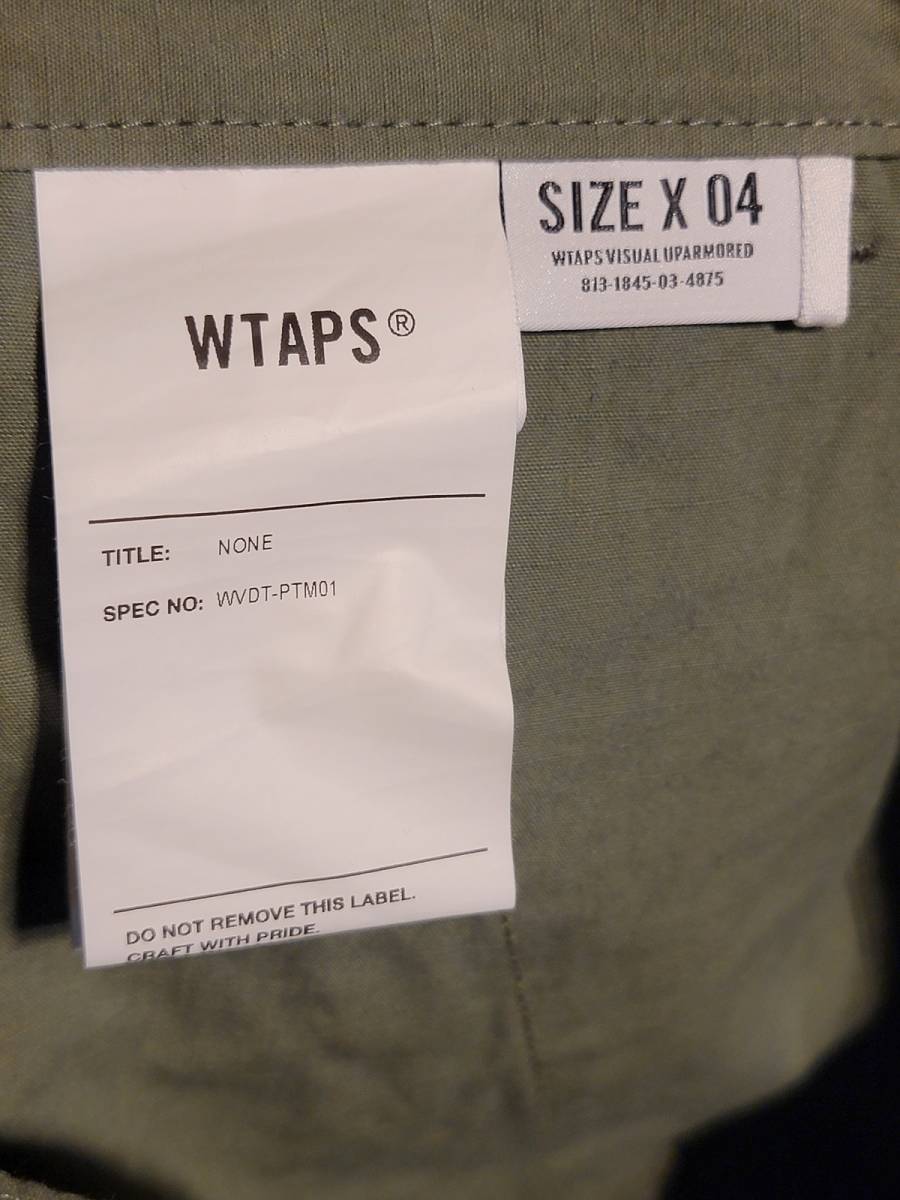 SIZE X 04
WTAPS VISUAL UPARMORED
813-1845-03-4875
WTAPS®
TITLE: NONE
SPEC NO: WVDT-PTM01
DO NOT REMOVE THIS LABEL.
CRAFT WITH PRIDE.